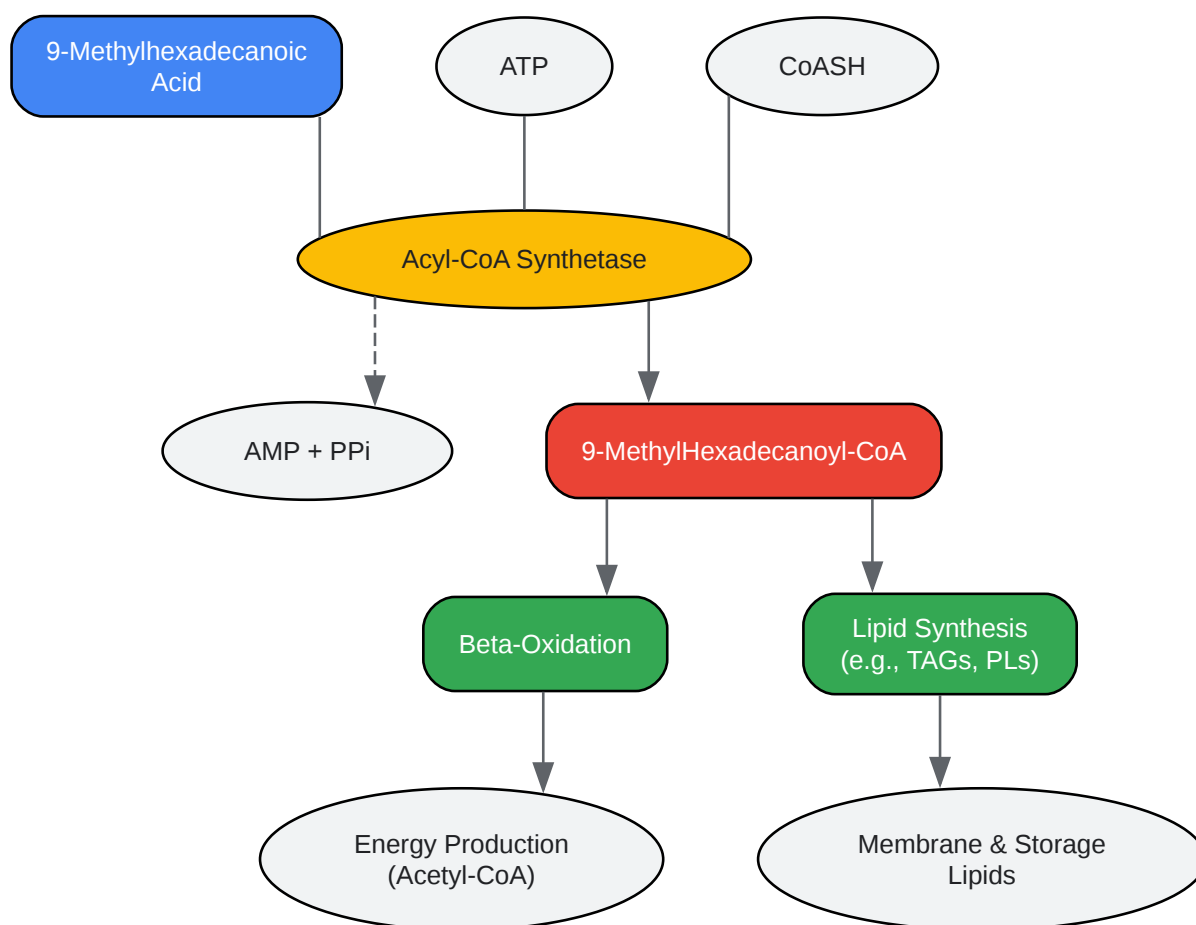 9-Methylhexadecanoic
Acid
ATP
CoASH
Acyl-CoA Synthetase
AMP + PPi
9-MethylHexadecanoyl-CoA
Beta-Oxidation
Lipid Synthesis
(e.g., TAGs, PLs)
Energy Production
(Acetyl-CoA)
Membrane & Storage
Lipids